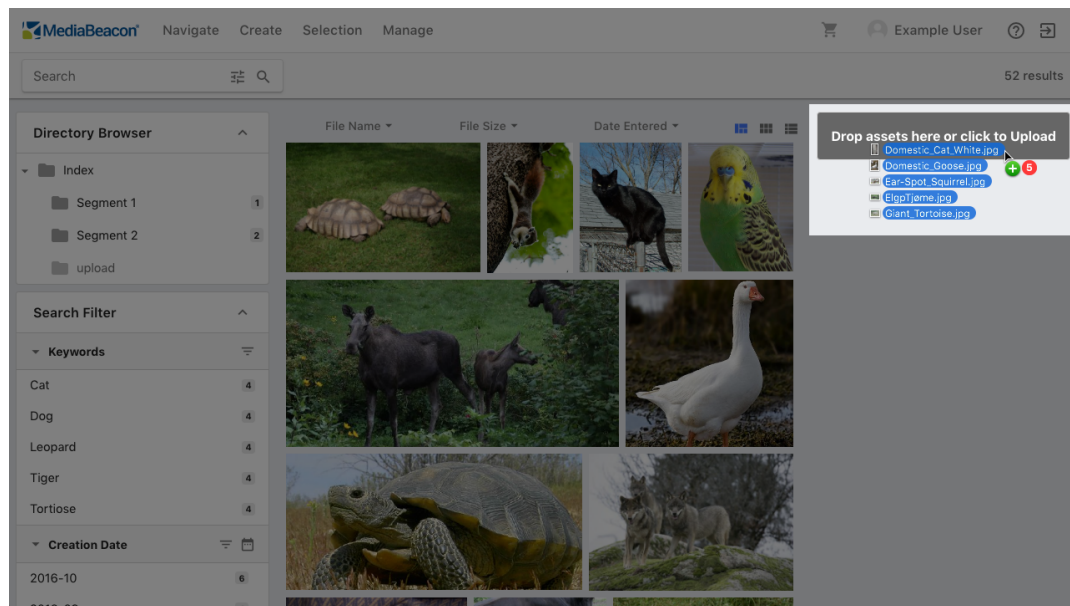 MediaBeacon® Navigate Create Selection Manage Example User
Search 52 results
Directory Browser
Index
Segment 1 1
Segment 2 2
upload
Search Filter
Keywords
Cat 4
Dog 4
Leopard 4
Tiger 4
Tortiose 4
Creation Date
2016-10 6
File Name File Size Date Entered
Drop assets here or click to Upload
Domestic_Cat_White.jpg
Domestic_Goose.jpg
5
Ear-Spot_Squirrel.jpg
ElgpTjøme.jpg
Giant_Tortoise.jpg